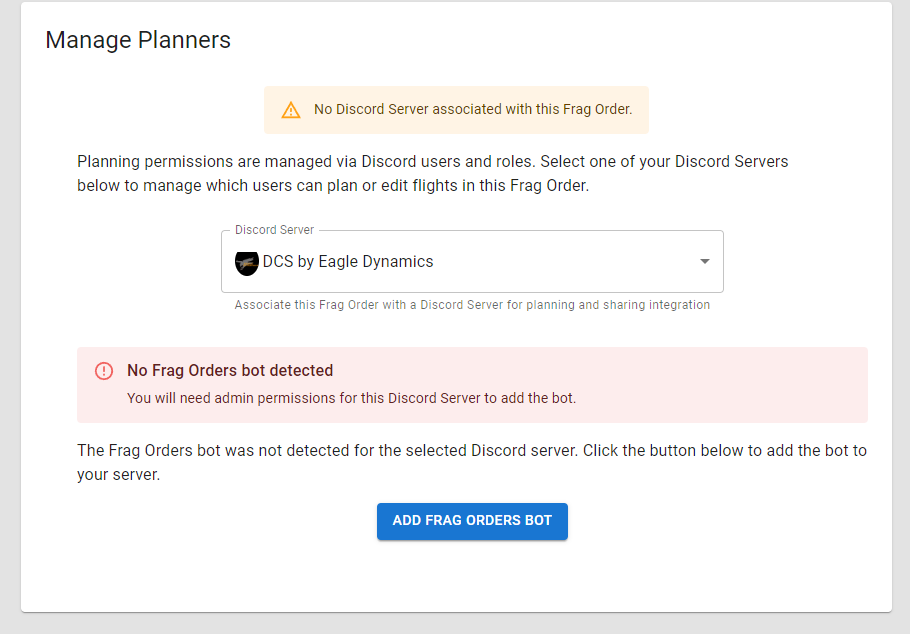 Manage Planners
No Discord Server associated with this Frag Order.
Planning permissions are managed via Discord users and roles. Select one of your Discord Servers
below to manage which users can plan or edit flights in this Frag Order.
Discord Server
DCS by Eagle Dynamics
Associate this Frag Order with a Discord Server for planning and sharing integration
No Frag Orders bot detected
You will need admin permissions for this Discord Server to add the bot.
The Frag Orders bot was not detected for the selected Discord server. Click the button below to add the bot to
your server.
ADD FRAG ORDERS BOT